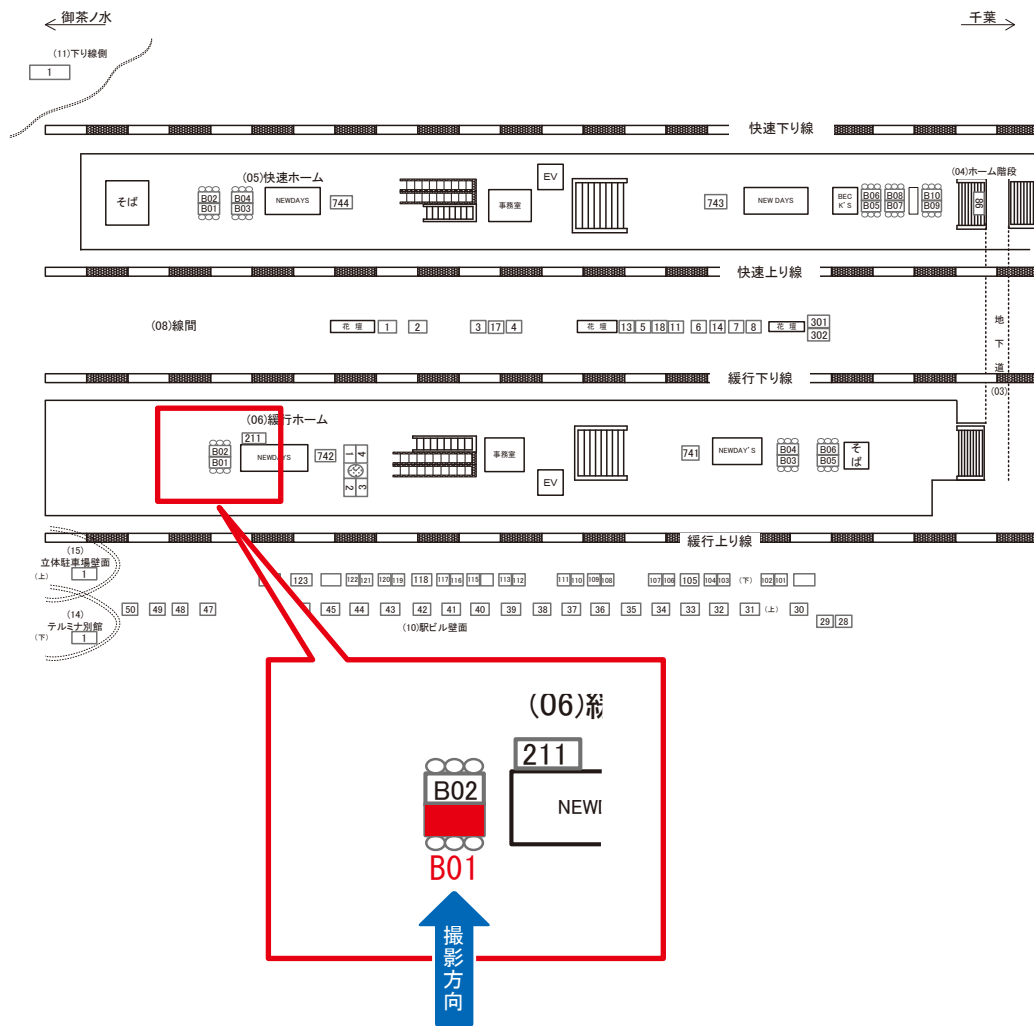 御茶ノ水
千葉
(11)下り線側
1
快速下り線
(05)快速ホーム
EV
(04)ホーム階段
そば
B02 B04
B01 B03
NEWDAYS
744
事務室
743
NEW DAYS
BEC
K'S
B06 B08 B10
B05 B07 B09
86
快速上り線
(08)線間
花壇 1 2 3 17 4 花壇 13 5 18 11 6 14 7 8 花壇 301
302
地下道
(03)
緩行下り線
(06)緩行ホーム
211
B02
B01
NEWDAYS
742
1 4
2 3
事務室
EV
741
NEWDAY'S
B04 B06
B03 B05
そば
緩行上り線
(15)
立体駐車場壁面
(上) 1
123 122 121 120 119 118 117 116 115 113 112 111 110 109 108 107 106 105 104 103 (下) 102 101
50 49 48 47 45 44 43 42 41 40 39 38 37 36 35 34 33 32 31 (上) 30
29 28
(14)
テルミナ別館
(下) 1
(10)駅ビル壁面
(06)
211
B02
NEW
B01
撮影方向